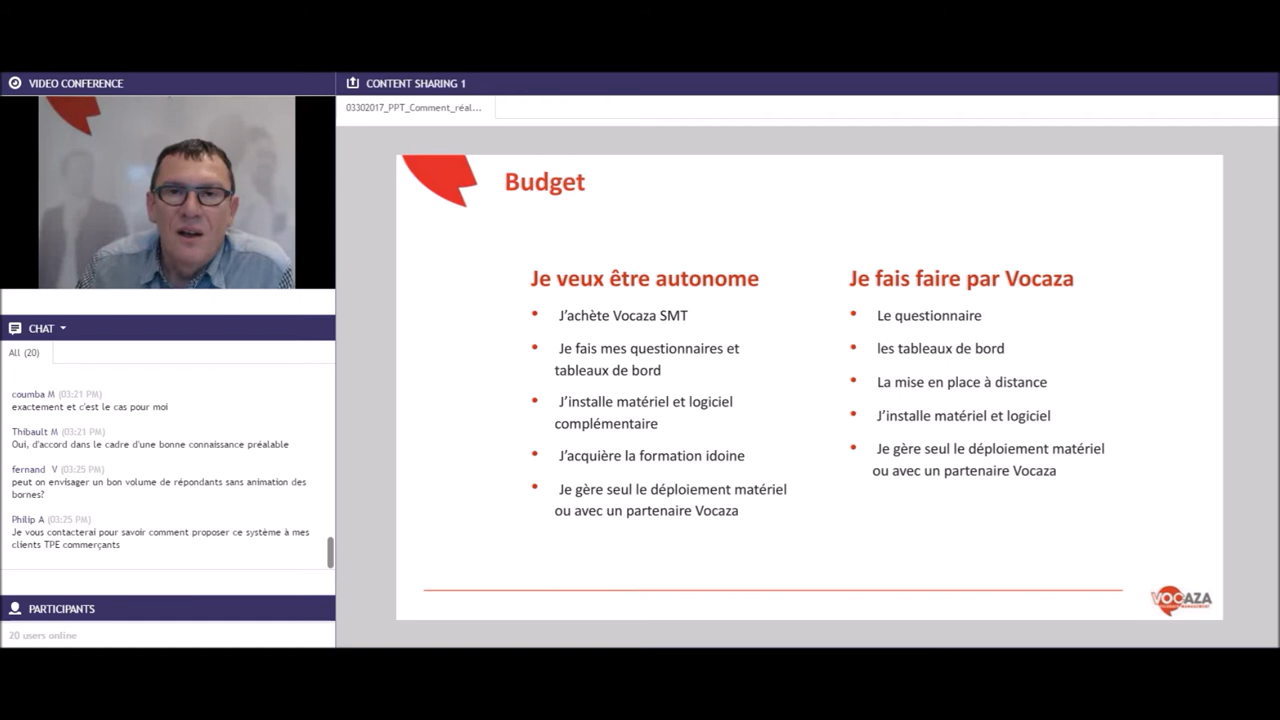 VIDEO CONFERENCE
CONTENT SHARING 1
03302017_PPT_Comment_réal...
CHAT
All (20)
coumba M (03:21 PM)
exactement et c'est le cas pour moi
Thibault M (03:21 PM)
Oui, d'accord dans le cadre d'une bonne connaissance préalable
fernand V (03:25 PM)
peut on envisager un bon volume de répondants sans animation des
bornes?
Philip A (03:25 PM)
Je vous contacterai pour savoir comment proposer ce système à mes
clients TPE commerçants
PARTICIPANTS
20 users online
Budget
Je veux être autonome
• J'achète Vocaza SMT
• Je fais mes questionnaires et
tableaux de bord
• J'installe matériel et logiciel
complémentaire
• J'acquière la formation idoine
• Je gère seul le déploiement matériel
ou avec un partenaire Vocaza
Je fais faire par Vocaza
• Le questionnaire
• les tableaux de bord
• La mise en place à distance
• J'installe matériel et logiciel
• Je gère seul le déploiement matériel
ou avec un partenaire Vocaza
VOCAZA